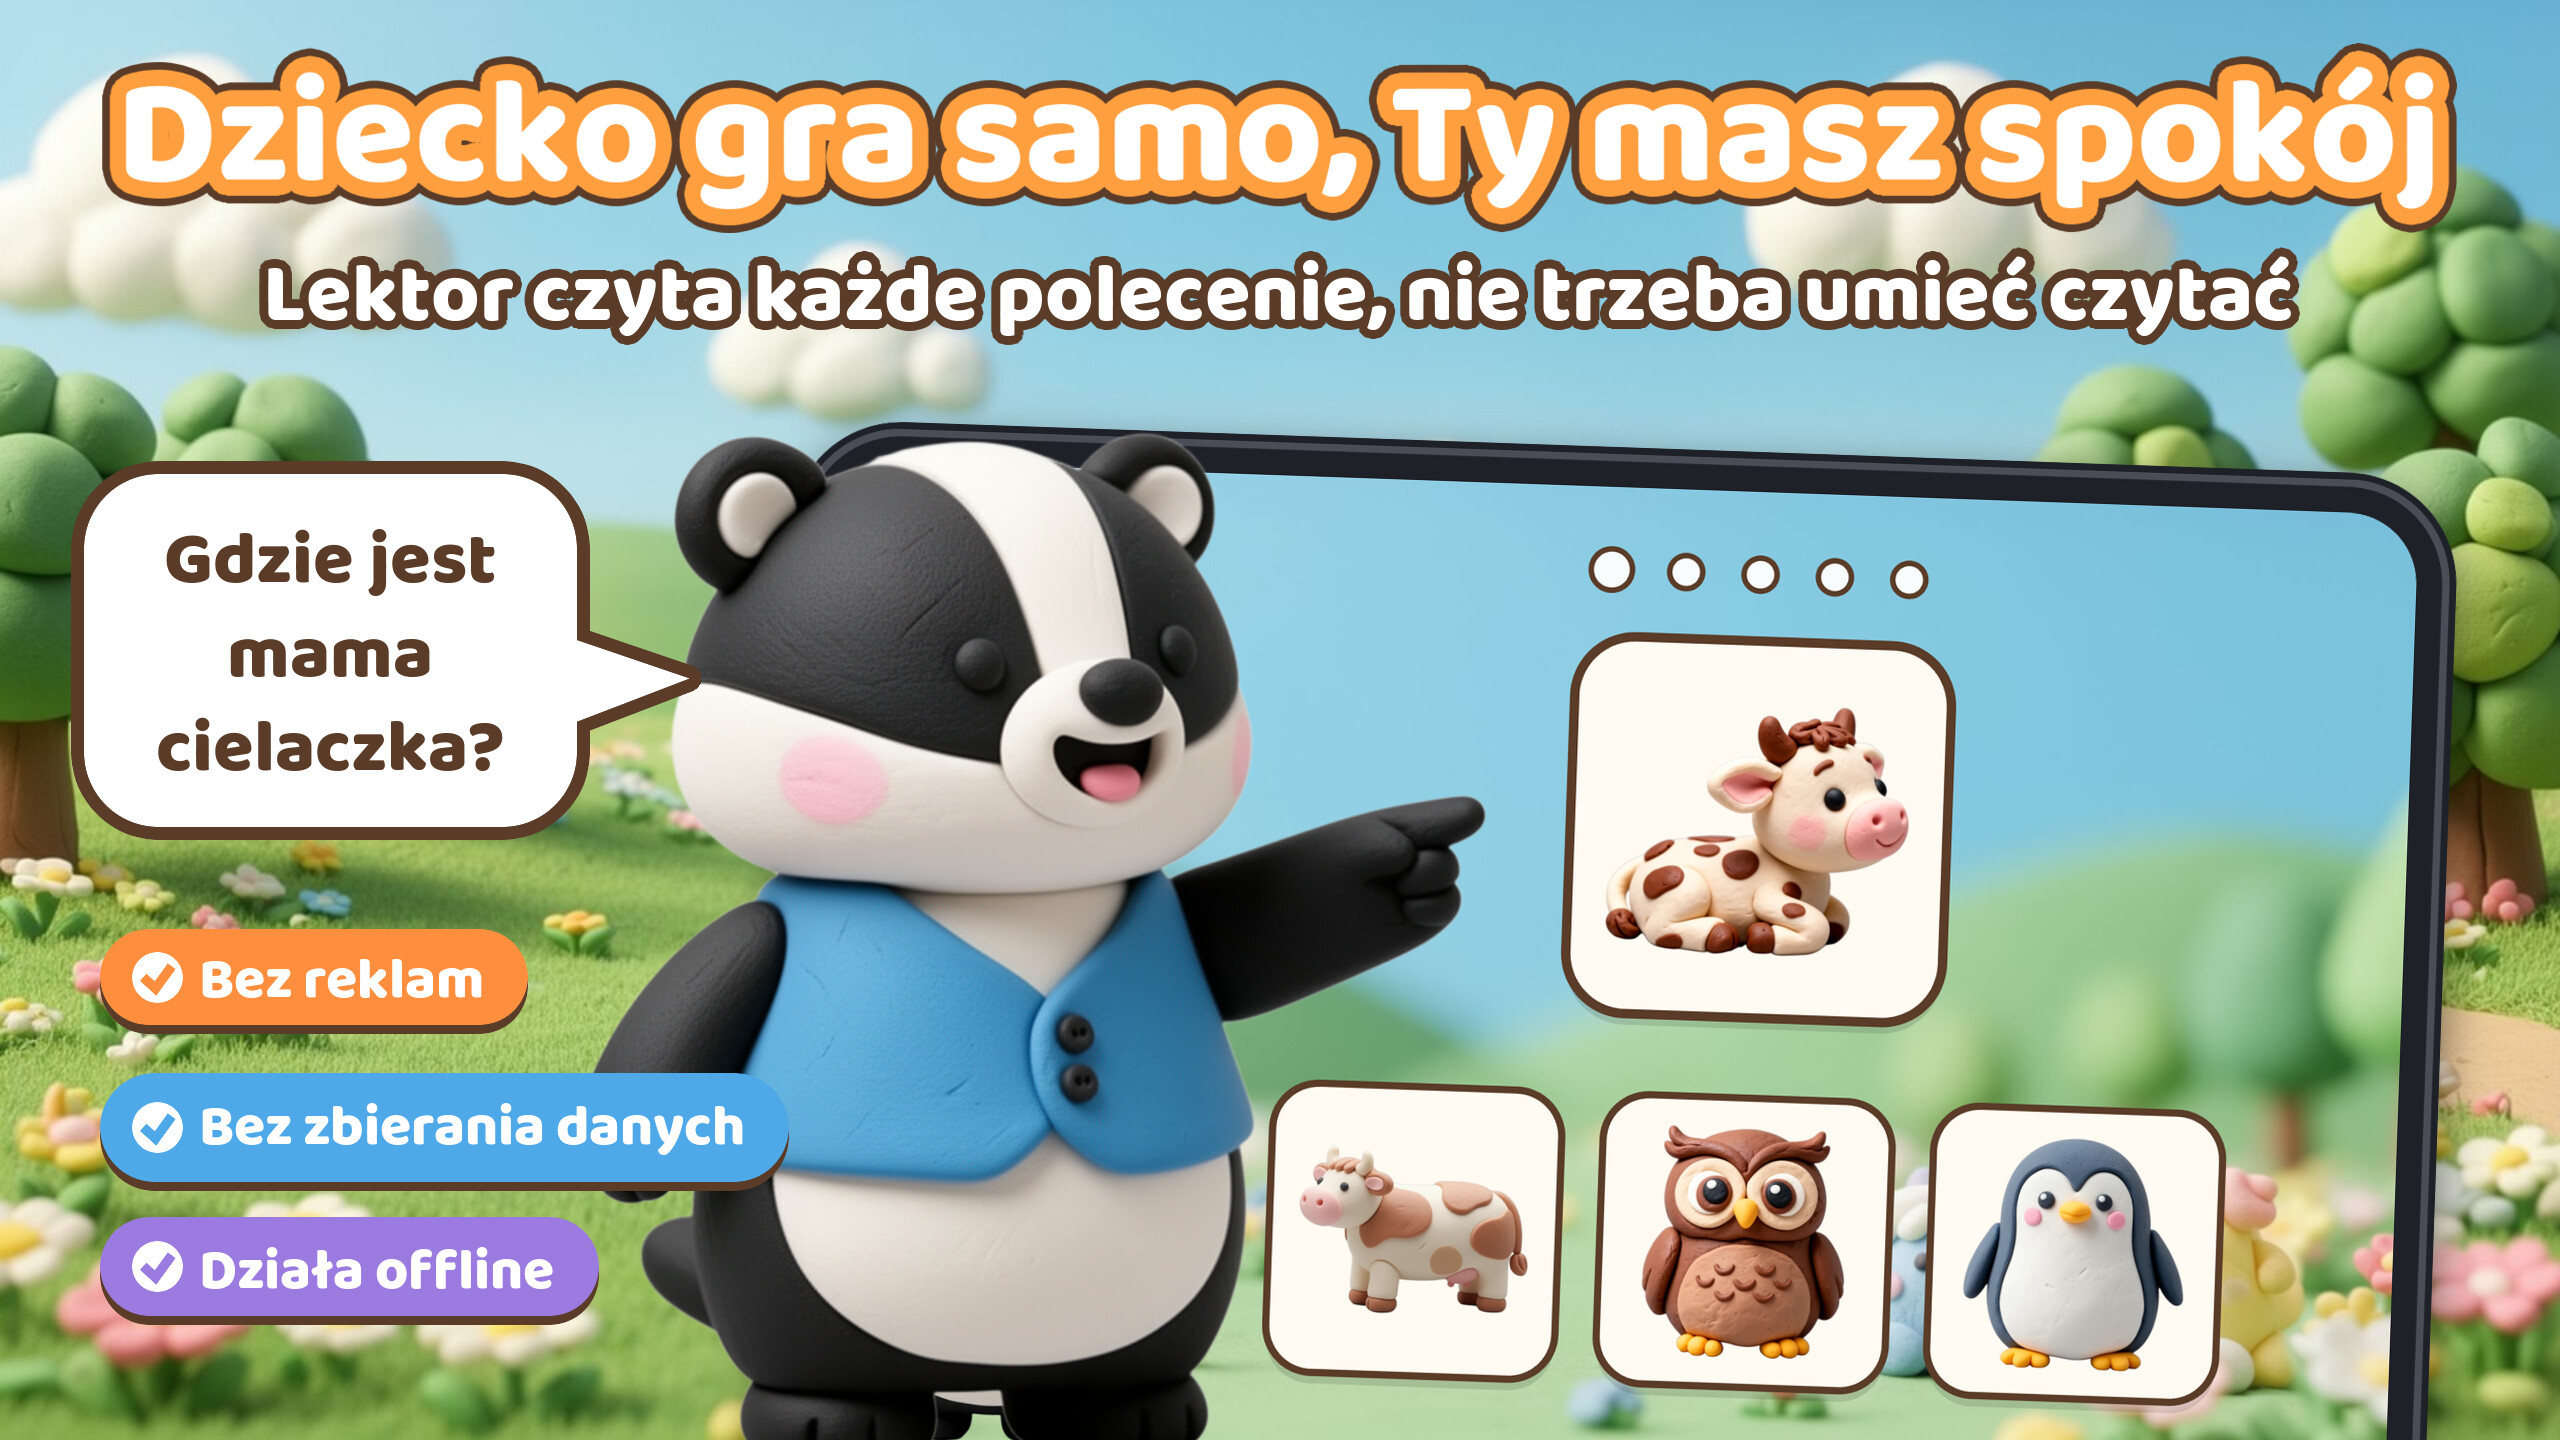 Dziecko gra samo, Ty masz spokój
Lektor czyta każde polecenie, nie trzeba umieć czytać
Gdzie jest
mama
cielaczka?
Bez reklam
Bez zbierania danych
Działa offline